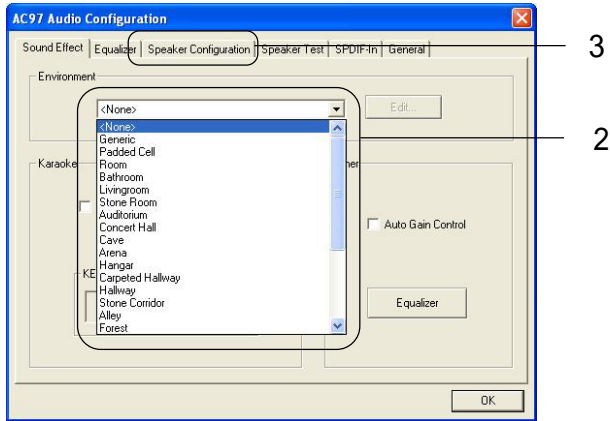 AC97 Audio Configuration
Sound Effect Equalizer Speaker Configuration Speaker Test SPDIF-In General
3
Environment
<None>
Edit...
2
<None>
Generic
Padded Cell
Room
Bathroom
Livingroom
Stone Room
Auditorium
Concert Hall
Cave
Arena
Hangar
Carpeted Hallway
Hallway
Stone Corridor
Alley
Forest
Karaoke
KE
Auto Gain Control
Equalizer
OK